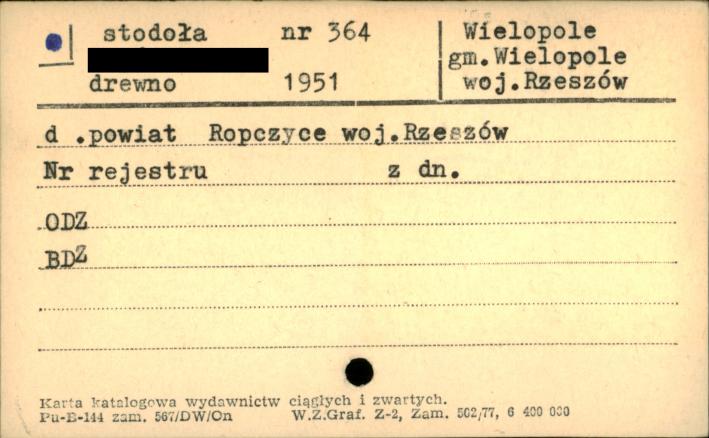 stodoła nr 364 Wielopole
gm.Wielopole
drewno 1951 woj.Rzeszów
d .powiat Ropczyce woj.Rzeszów
Nr rejestru z dn.
ODZ
BDZ
Karta katalogowa wydawnictw ciągłych i zwartych.
Pu-B-144 zam. 567/DW/On W.Z.Graf. Z-2, Zam. 502/77, 6 400 000